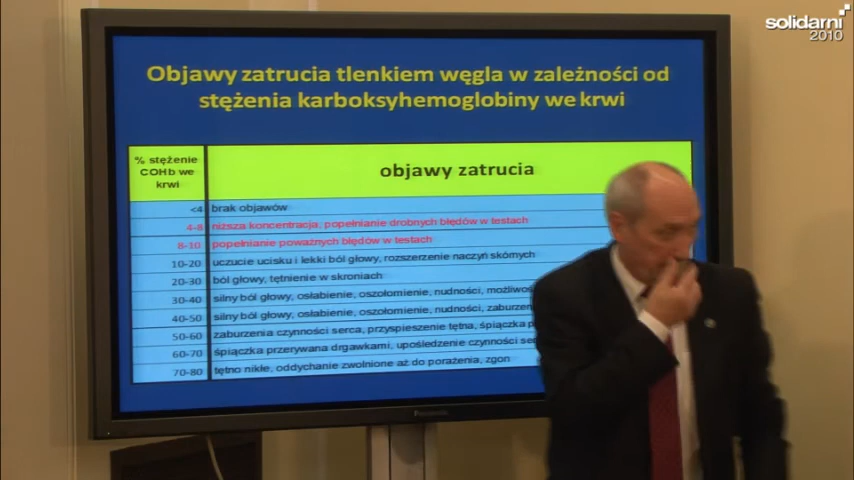 solidarni
2010
Objawy zatrucia tlenkiem węgla w zależności od
stężenia karboksyhemoglobiny we krwi
% stężenie
COHb we
krwi
objawy zatrucia
<4 brak objawów
4-8 niższa koncentracja, popełnianie drobnych błędów w testach
8-10 popełnianie poważnych błędów w testach
10-20 uczucie ucisku i lekki ból głowy, rozszerzenie naczyń skórnych
20-30 ból głowy, tętnienie w skroniach
30-40 silny ból głowy, osłabienie, oszołomienie, nudności,
40-50 silny ból głowy, osłabienie, oszołomienie, nudności,
50-60 zaburzenia czynności serca, przyspieszenie tętna, śpiączka
60-70 śpiączka przerywana drgawkami, upośledzenie czynności
70-80 tętno nikłe, oddychanie zwolnione aż do porażenia, zgon
Panasonic